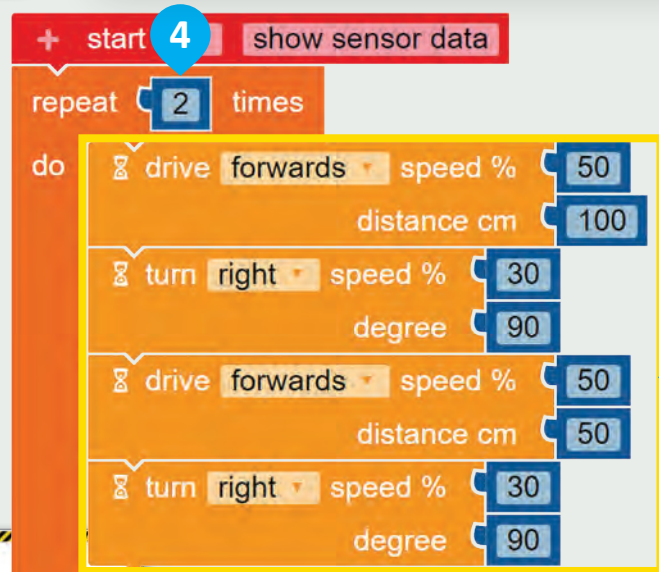 + start 4 show sensor data
repeat 2 times
do drive forwards speed % 50
distance cm 100
turn right speed % 30
degree 90
drive forwards speed % 50
distance cm 50
turn right speed % 30
degree 90